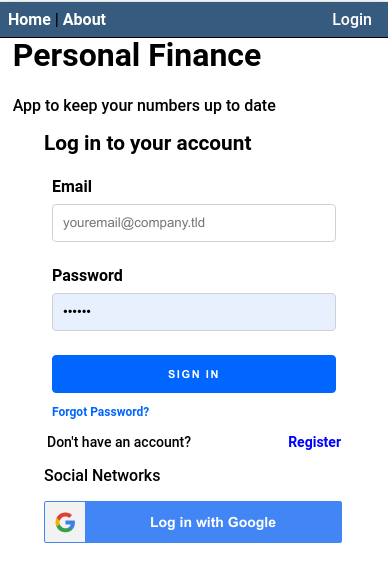 Home | About Login
Personal Finance
App to keep your numbers up to date
Log in to your account
Email
youremail@company.tld
Password
••••••
SIGN IN
Forgot Password?
Don't have an account? Register
Social Networks
G Log in with Google